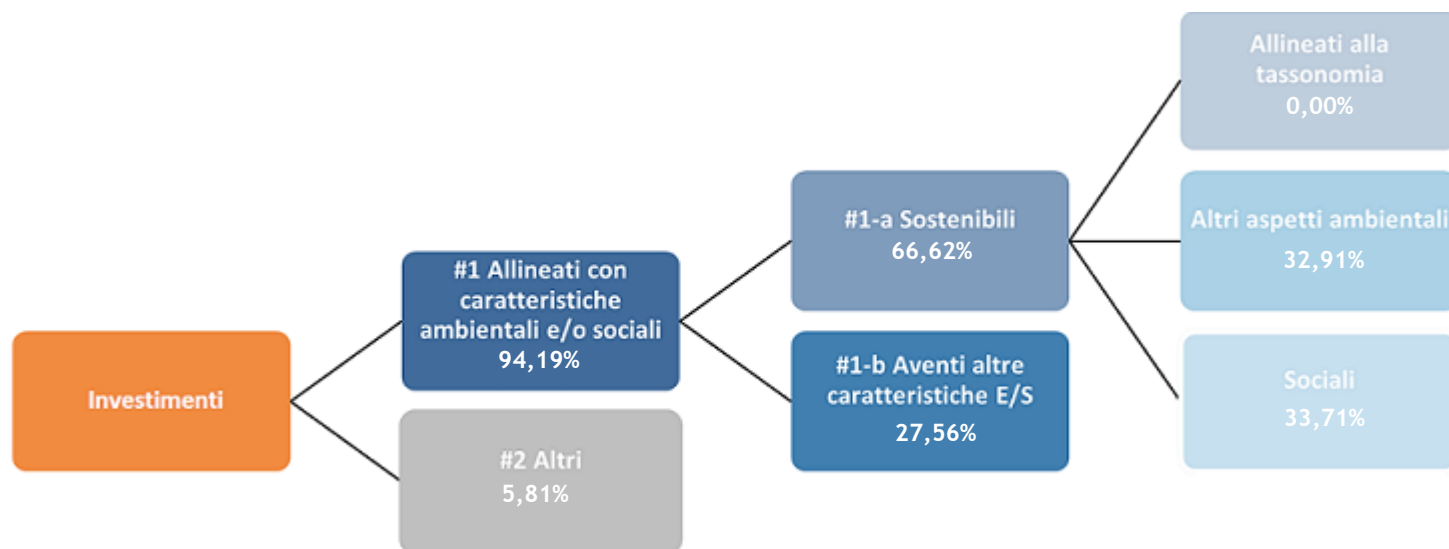 Investimenti
#1 Allineati con
caratteristiche
ambientali e/o sociali
94,19%
#2 Altri
5,81%
#1-a Sostenibili
66,62%
#1-b Aventi altre
caratteristiche E/S
27,56%
Allineati alla
tassonomia
0,00%
Altri aspetti ambientali
32,91%
Sociali
33,71%